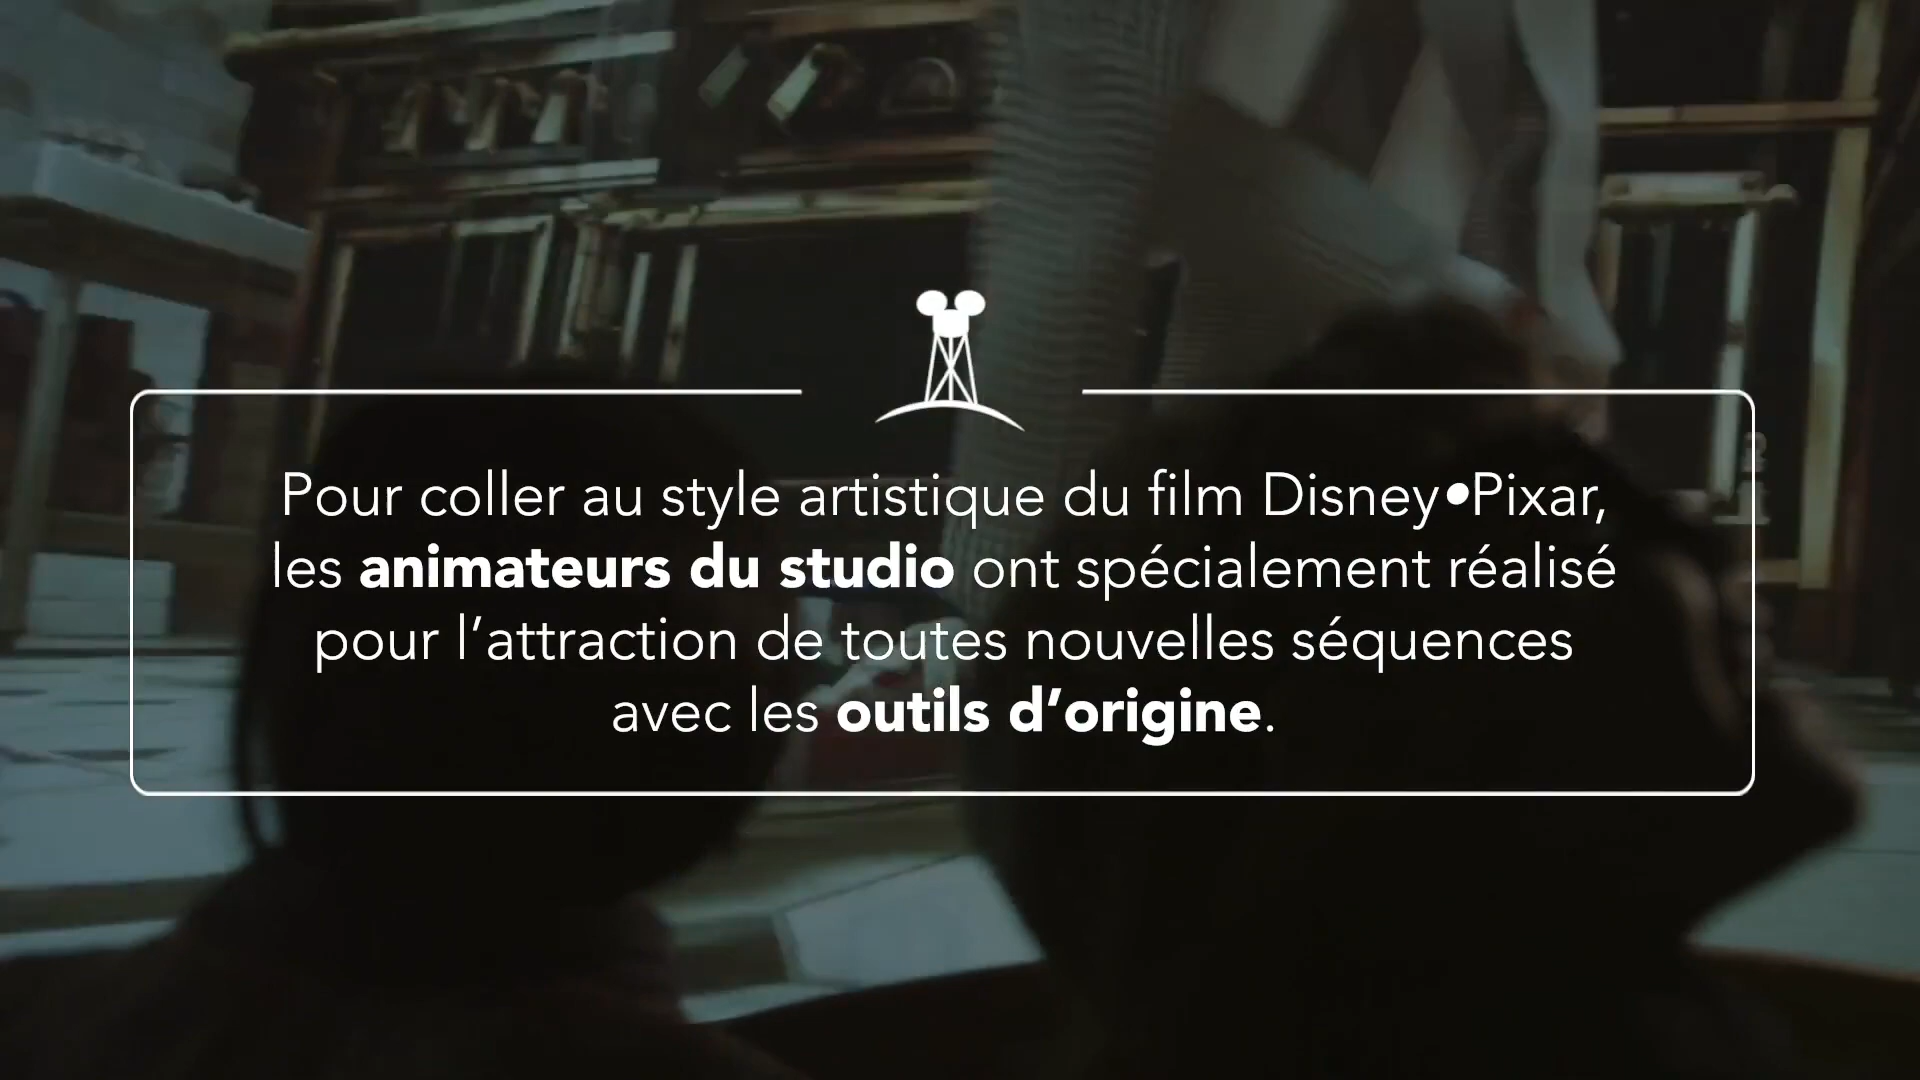 Pour coller au style artistique du film Disney•Pixar,
les animateurs du studio ont spécialement réalisé
pour l’attraction de toutes nouvelles séquences
avec les outils d’origine.